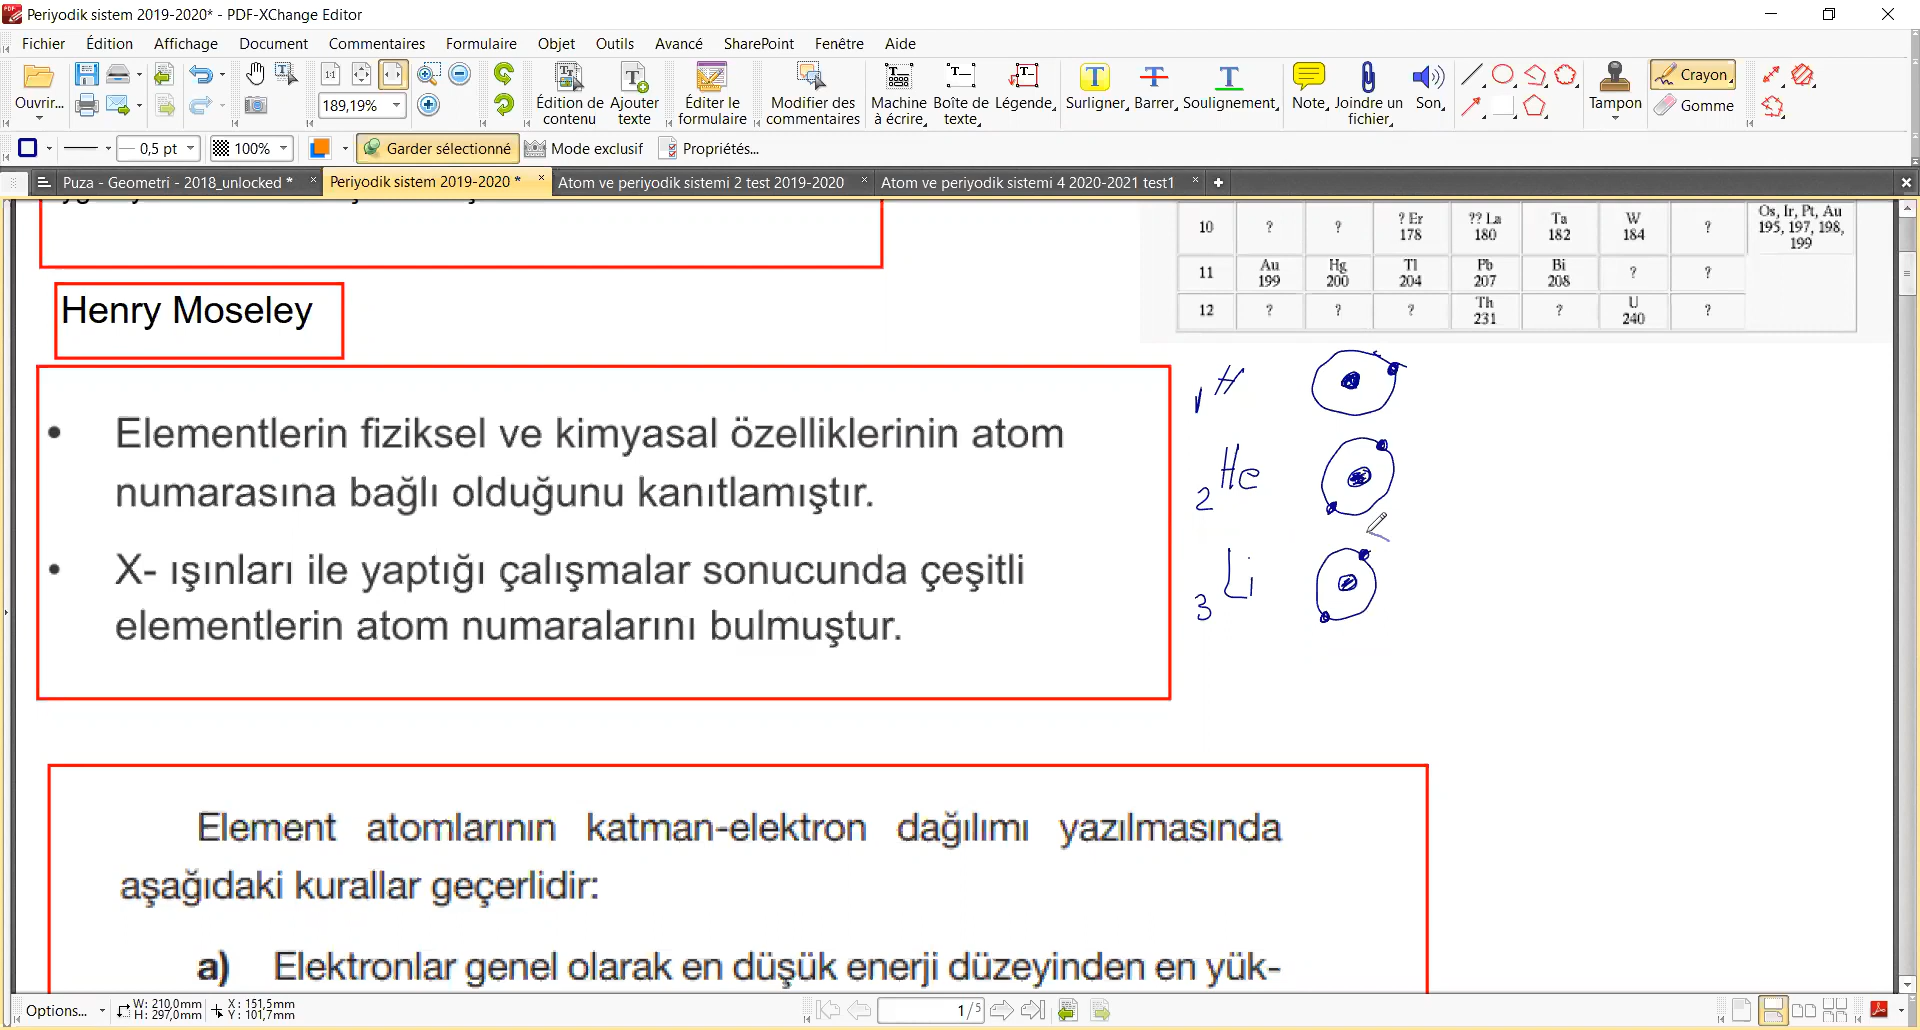 Periyodik sistem 2019-2020* - PDF-XChange Editor
Fichier Édition Affichage Document Commentaires Formulaire Objet Outils Avancé SharePoint Fenêtre Aide
Ouvrir... 189,19% Édition de contenu Ajouter texte Éditer le formulaire Modifier des commentaires Machine à écrire Boîte de texte Légende Surligner Barrer Soulignement Note Joindre un fichier Son Tampon Crayon Gomme
0,5 pt 100% Garder sélectionné Mode exclusif Propriétés...
Puza - Geometri - 2018_unlocked * Periyodik sistem 2019-2020 * Atom ve periyodik sistemi 2 test 2019-2020 Atom ve periyodik sistemi 4 2020-2021 test1
10 ? ? ? Er 178 ?? La 180 Ta 182 W 184 ? Os, Ir, Pt, Au 195, 197, 198, 199
11 Au 199 Hg 200 Tl 204 Pb 207 Bi 208 ? ?
12 ? ? ? Th 231 ? U 240 ?
Henry Moseley
1 H
2 He
3 Li
• Elementlerin fiziksel ve kimyasal özelliklerinin atom
numarasına bağlı olduğunu kanıtlamıştır.
• X- ışınları ile yaptığı çalışmalar sonucunda çeşitli
elementlerin atom numaralarını bulmuştur.
Element atomlarının katman-elektron dağılımı yazılmasında
aşağıdaki kurallar geçerlidir:
a) Elektronlar genel olarak en düşük enerji düzeyinden en yük-
Options... W: 210,0mm H: 297,0mm X: 151,5mm Y: 101,7mm 1/5